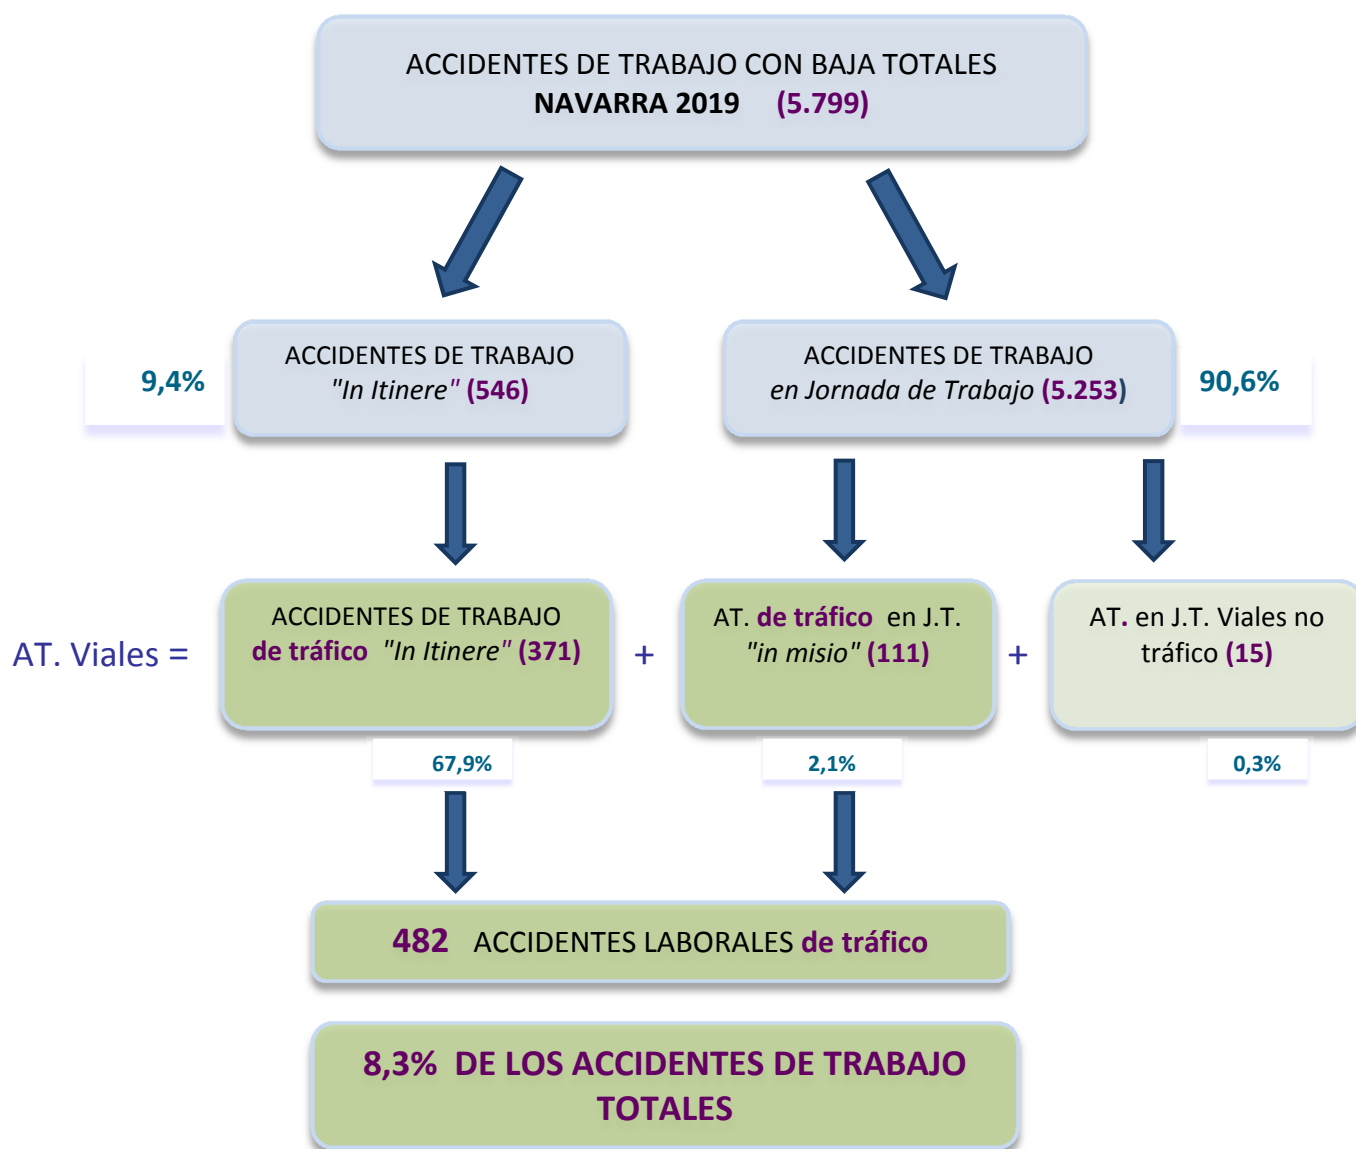 ACCIDENTES DE TRABAJO CON BAJA TOTALES
NAVARRA 2019 (5.799)
9,4%
ACCIDENTES DE TRABAJO
"In Itinere" (546)
ACCIDENTES DE TRABAJO
en Jornada de Trabajo (5.253)
90,6%
AT. Viales =
ACCIDENTES DE TRABAJO
de tráfico "In Itinere" (371)
+
AT. de tráfico en J.T.
"in misio" (111)
+
AT. en J.T. Viales no
tráfico (15)
67,9%
2,1%
0,3%
482 ACCIDENTES LABORALES de tráfico
8,3% DE LOS ACCIDENTES DE TRABAJO
TOTALES